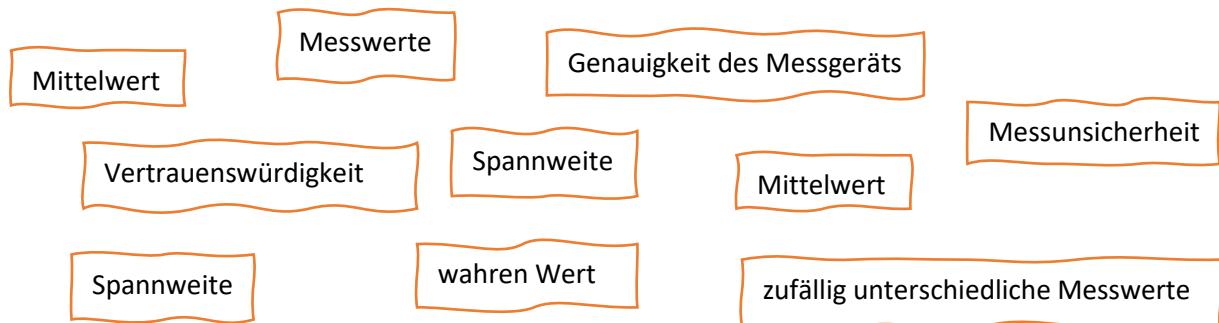 Messwerte
Mittelwert
Genauigkeit des Messgeräts
Messunsicherheit
Vertrauenswürdigkeit
Spannweite
Mittelwert
Spannweite
wahren Wert
zufällig unterschiedliche Messwerte